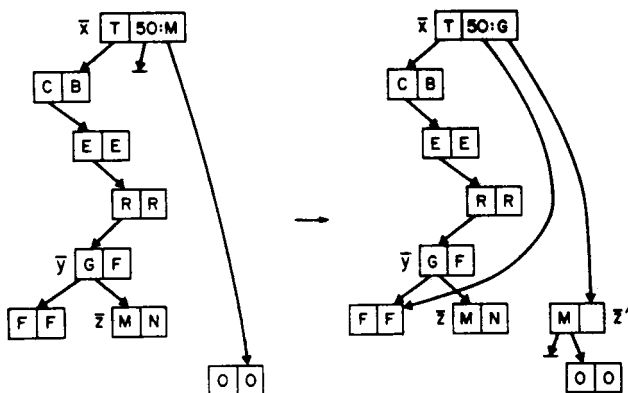 x̄ T 50:M
C B
E E
R R
ȳ G F
F F z̄ M N
O O
x̄ T 50:G
C B
E E
R R
ȳ G F
F F z̄ M N M z̄'
O O